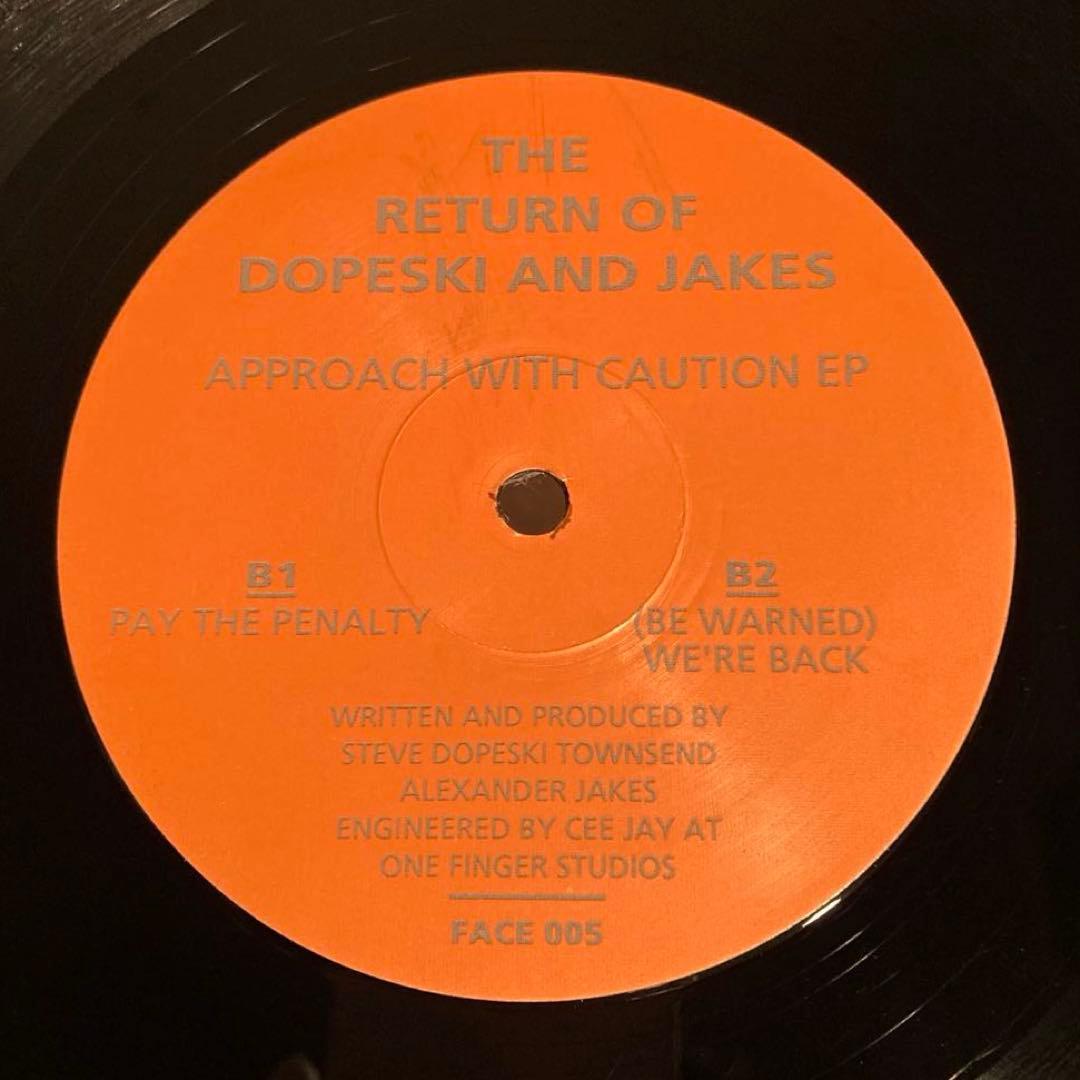 THE
RETURN OF
DOPESKI AND JAKES
APPROACH WITH CAUTION EP
B1
PAY THE PENALTY
B2
(BE WARNED)
WE'RE BACK
WRITTEN AND PRODUCED BY
STEVE DOPESKI TOWNSEND
ALEXANDER JAKES
ENGINEERED BY CEE JAY AT
ONE FINGER STUDIOS
FACE 005